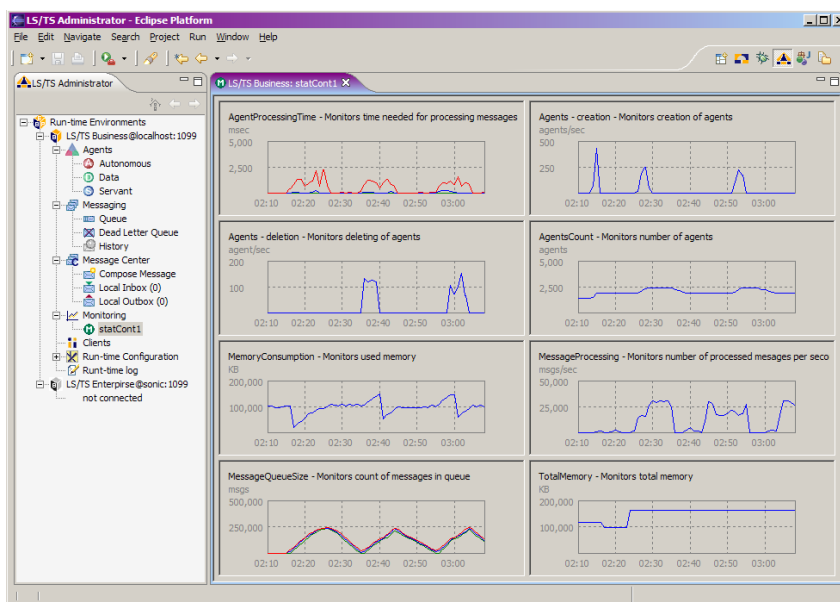 LS/TS Administrator - Eclipse Platform
File Edit Navigate Search Project Run Window Help
LS/TS Administrator
Run-time Environments
LS/TS Business@localhost:1099
Agents
Autonomous
Data
Servant
Messaging
Queue
Dead Letter Queue
History
Message Center
Compose Message
Local Inbox (0)
Local Outbox (0)
Monitoring
statCont1
Clients
Run-time Configuration
Runt-time log
LS/TS Enterpirse@sonic:1099
not connected
LS/TS Business: statCont1
AgentProcessingTime - Monitors time needed for processing messages
msec
5,000
2,500
02:10 02:20 02:30 02:40 02:50 03:00
Agents - creation - Monitors creation of agents
agents/sec
500
250
02:10 02:20 02:30 02:40 02:50 03:00
Agents - deletion - Monitors deleting of agents
agent/sec
200
100
02:10 02:20 02:30 02:40 02:50 03:00
AgentsCount - Monitors number of agents
agents
5,000
2,500
02:10 02:20 02:30 02:40 02:50 03:00
MemoryConsumption - Monitors used memory
KB
200,000
100,000
02:10 02:20 02:30 02:40 02:50 03:00
MessageProcessing - Monitors number of processed mesages per seco
msgs/sec
50,000
25,000
02:10 02:20 02:30 02:40 02:50 03:00
MessageQueueSize - Monitors count of messages in queue
msgs
500,000
250,000
02:10 02:20 02:30 02:40 02:50 03:00
TotalMemory - Monitors total memory
KB
200,000
100,000
02:10 02:20 02:30 02:40 02:50 03:00